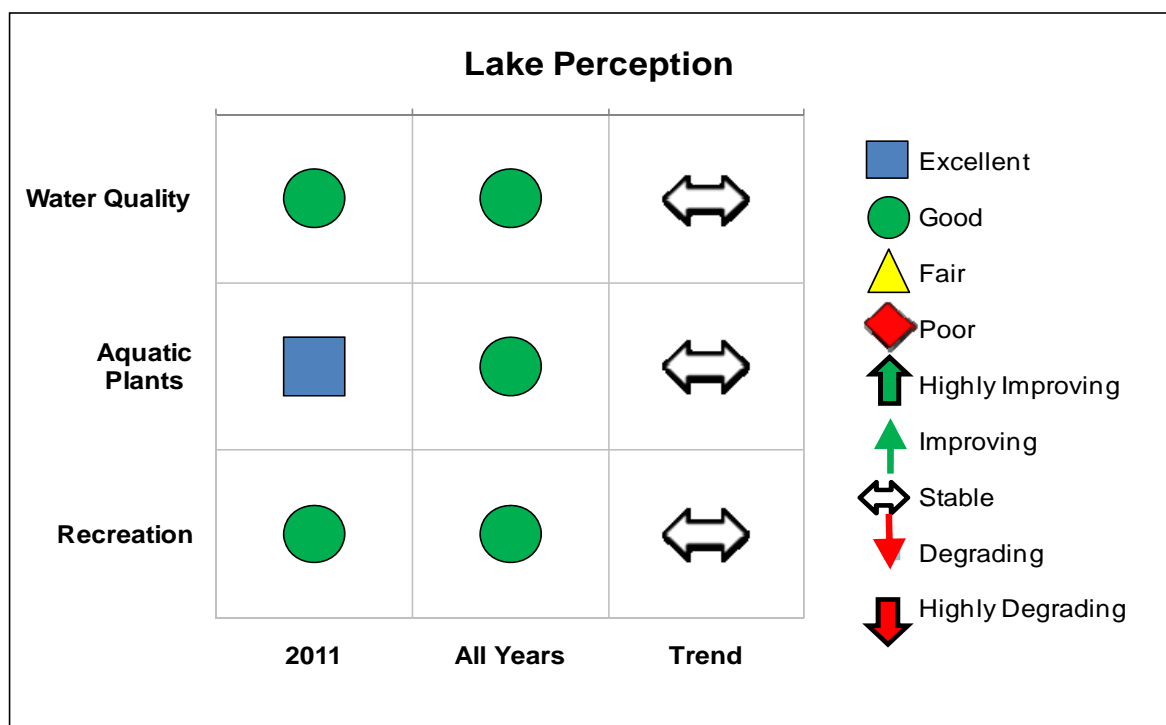 Lake Perception
Water Quality
Aquatic
Plants
Recreation
2011
All Years
Trend
Excellent
Good
Fair
Poor
Highly Improving
Improving
Stable
Degrading
Highly Degrading